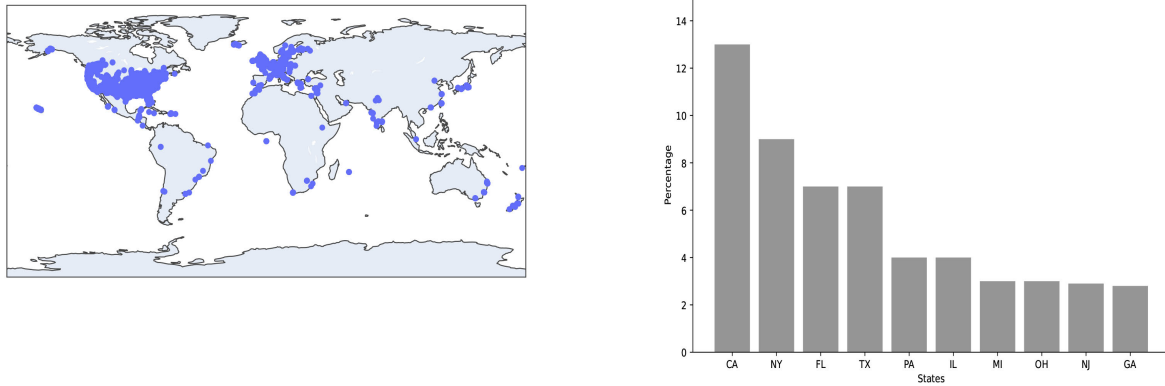 14
12
10
8
6
4
2
0
Percentage
CA NY FL TX PA IL MI OH NJ GA
States